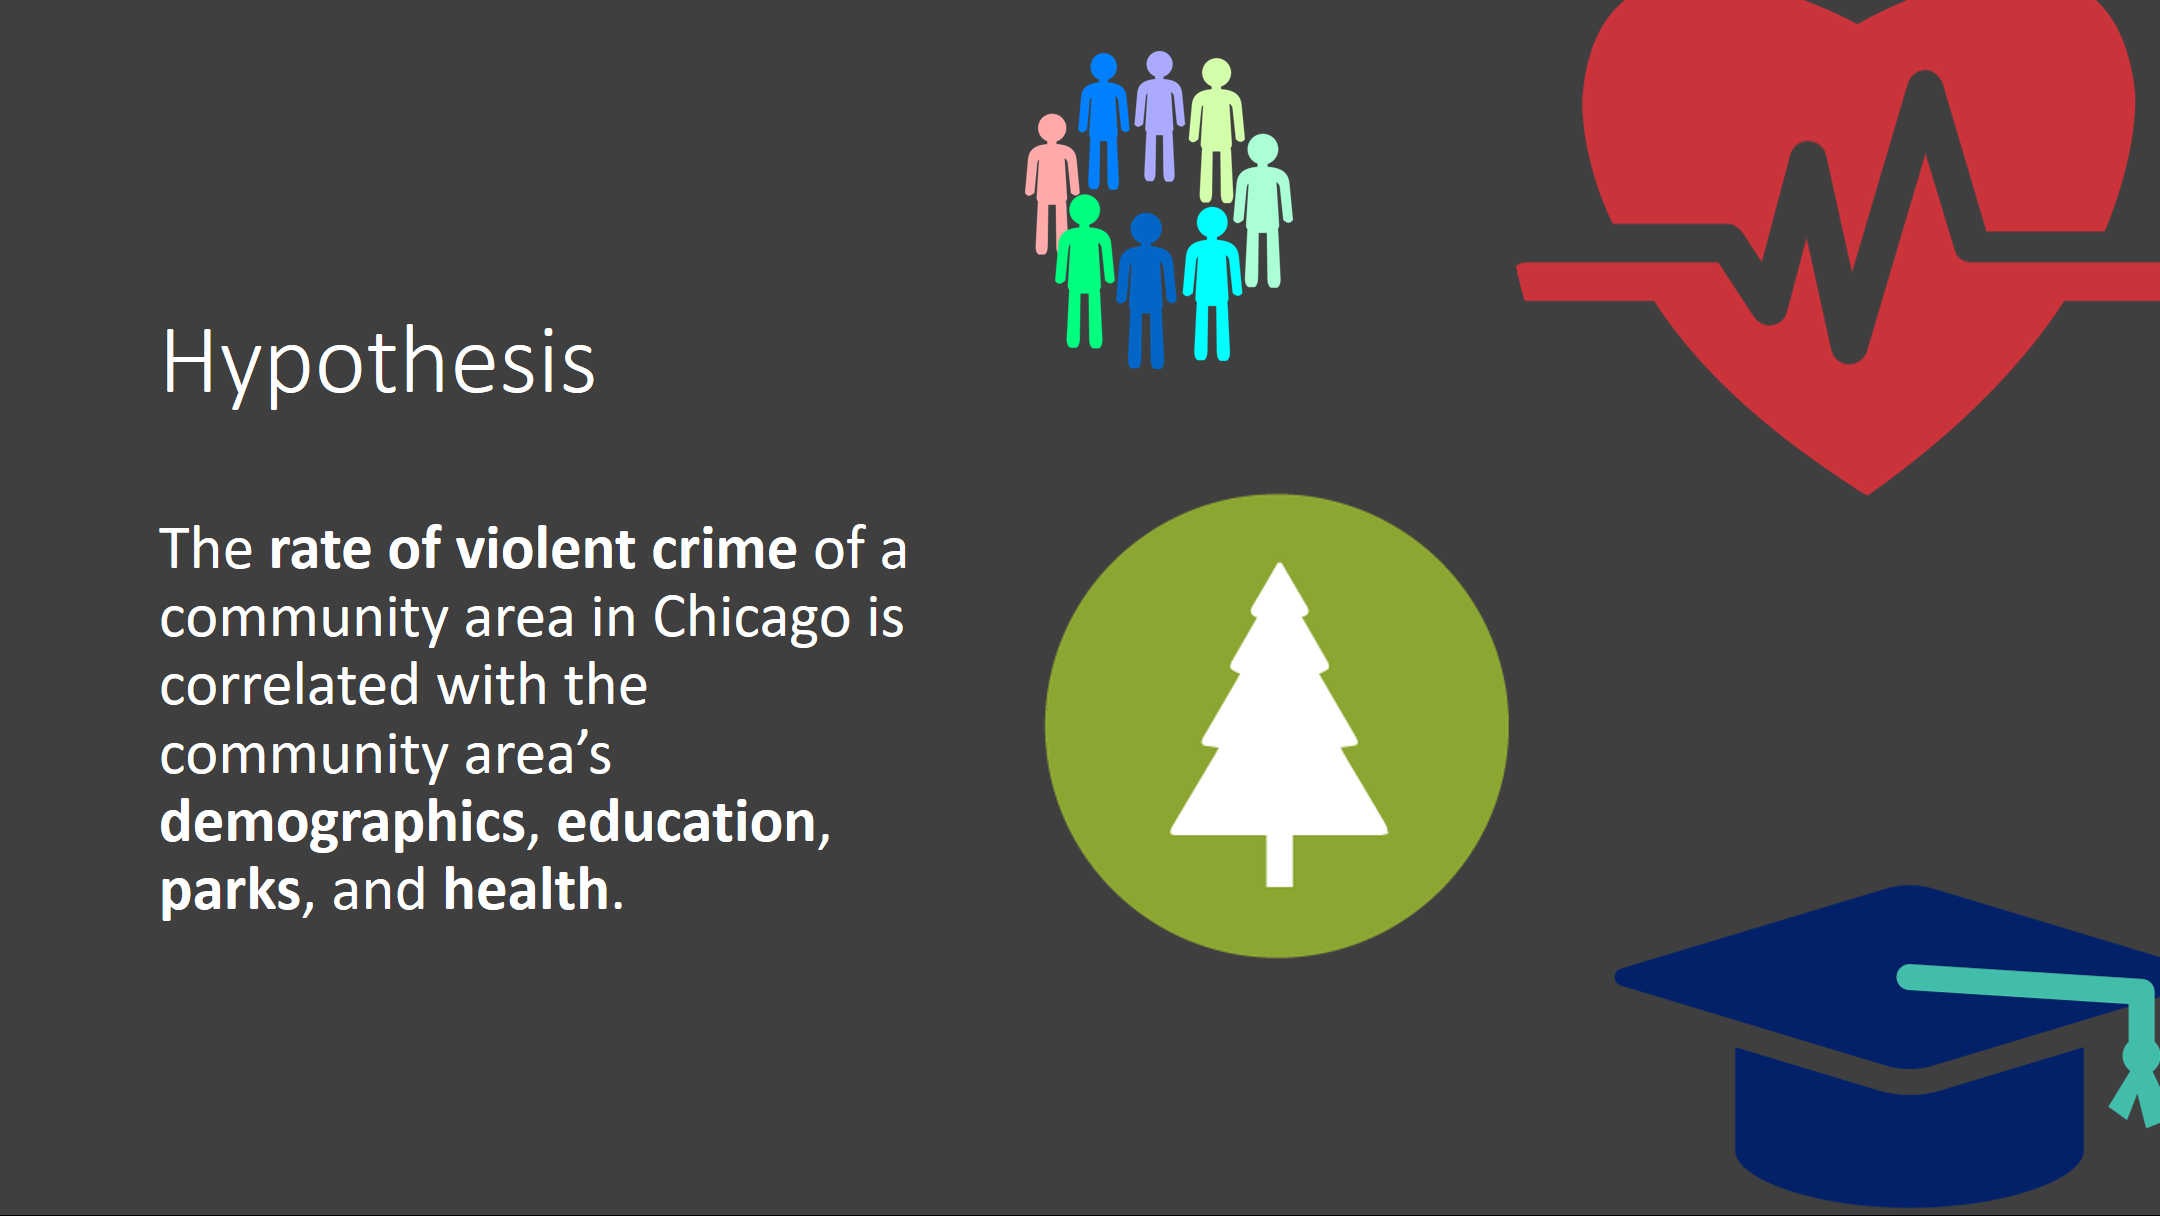 Hypothesis
The rate of violent crime of a
community area in Chicago is
correlated with the
community area’s
demographics, education,
parks, and health.